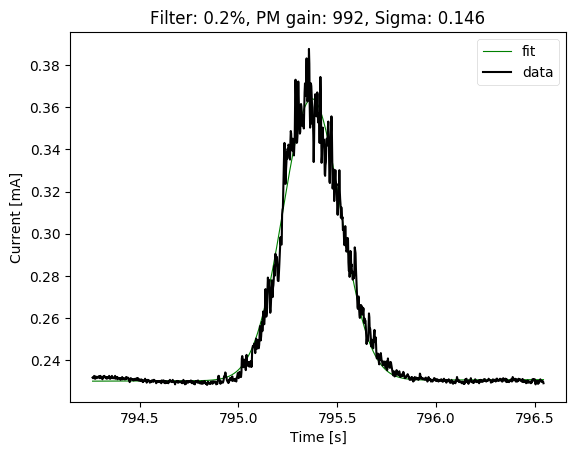 Filter: 0.2%, PM gain: 992, Sigma: 0.146
fit
data
0.38
0.36
0.34
0.32
0.30
0.28
0.26
0.24
Current [mA]
794.5 795.0 795.5 796.0 796.5
Time [s]